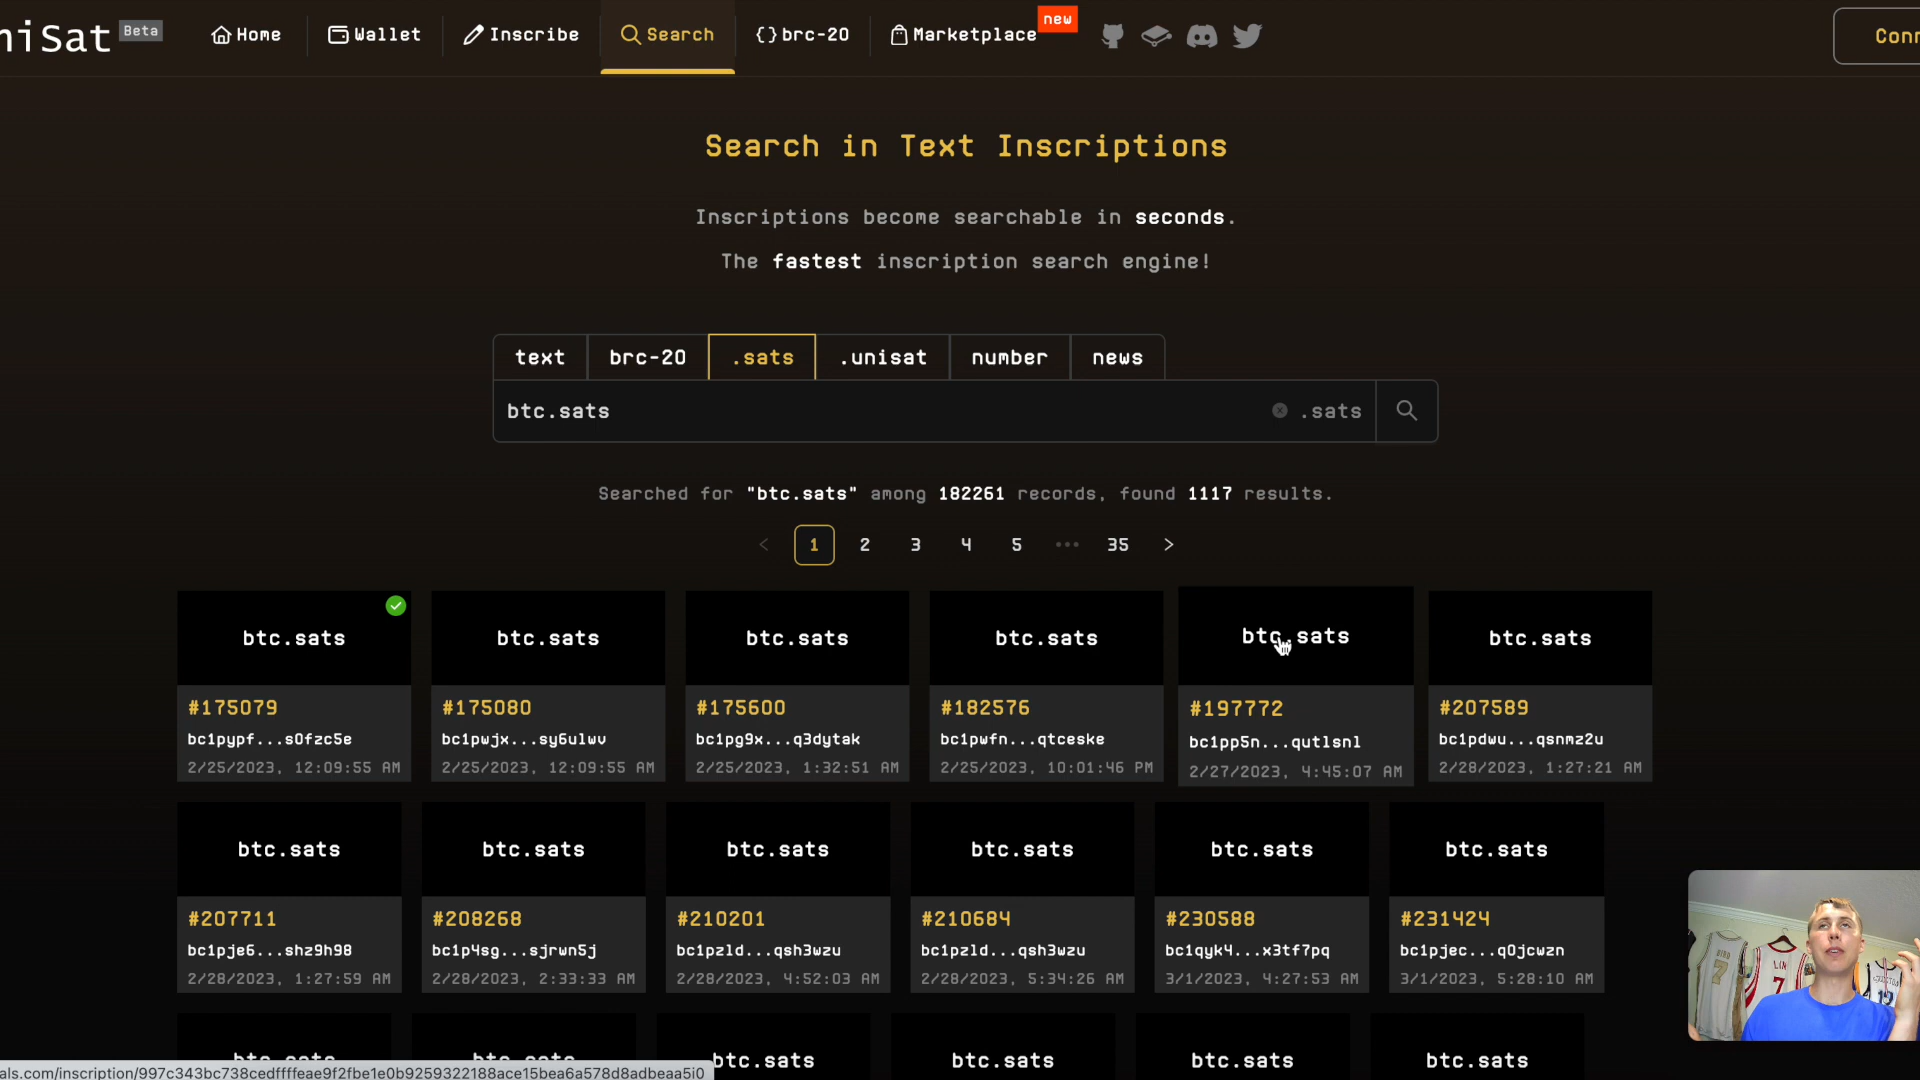 niSat Beta Home Wallet Inscribe Search {} brc-20 Marketplace new Conn
Search in Text Inscriptions
Inscriptions become searchable in seconds.
The fastest inscription search engine!
text brc-20 .sats .unisat number news
btc.sats .sats
Searched for "btc.sats" among 182261 records, found 1117 results.
< 1 2 3 4 5 ••• 35 >
btc.sats btc.sats btc.sats btc.sats btc.sats btc.sats
#175079 #175080 #175600 #182576 #197772 #207589
bc1pypf...s0fzc5e bc1pwjx...sy6ulwv bc1pg9x...q3dytak bc1pwfn...qtceske bc1pp5n...qutlsnl bc1pdwu...qsnmz2u
2/25/2023, 12:09:55 AM 2/25/2023, 12:09:55 AM 2/25/2023, 1:32:51 AM 2/25/2023, 10:01:46 PM 2/27/2023, 4:45:07 AM 2/28/2023, 1:27:21 AM
btc.sats btc.sats btc.sats btc.sats btc.sats btc.sats
#207711 #208268 #210201 #210684 #230588 #231424
bc1pje6...shz9h98 bc1p4sg...sjrwn5j bc1pzld...qsh3wzu bc1pzld...qsh3wzu bc1qyk4...x3tf7pq bc1pjec...q0jcwzn
2/28/2023, 1:27:59 AM 2/28/2023, 2:33:33 AM 2/28/2023, 4:52:03 AM 2/28/2023, 5:34:26 AM 3/1/2023, 4:27:53 AM 3/1/2023, 5:28:10 AM
btc.sats btc.sats btc.sats btc.sats btc.sats btc.sats
als.com/inscription/997c343bc738cedffffeae9f2fbe1e0b9259322188ace15bea6a578d8adbeaa5i0